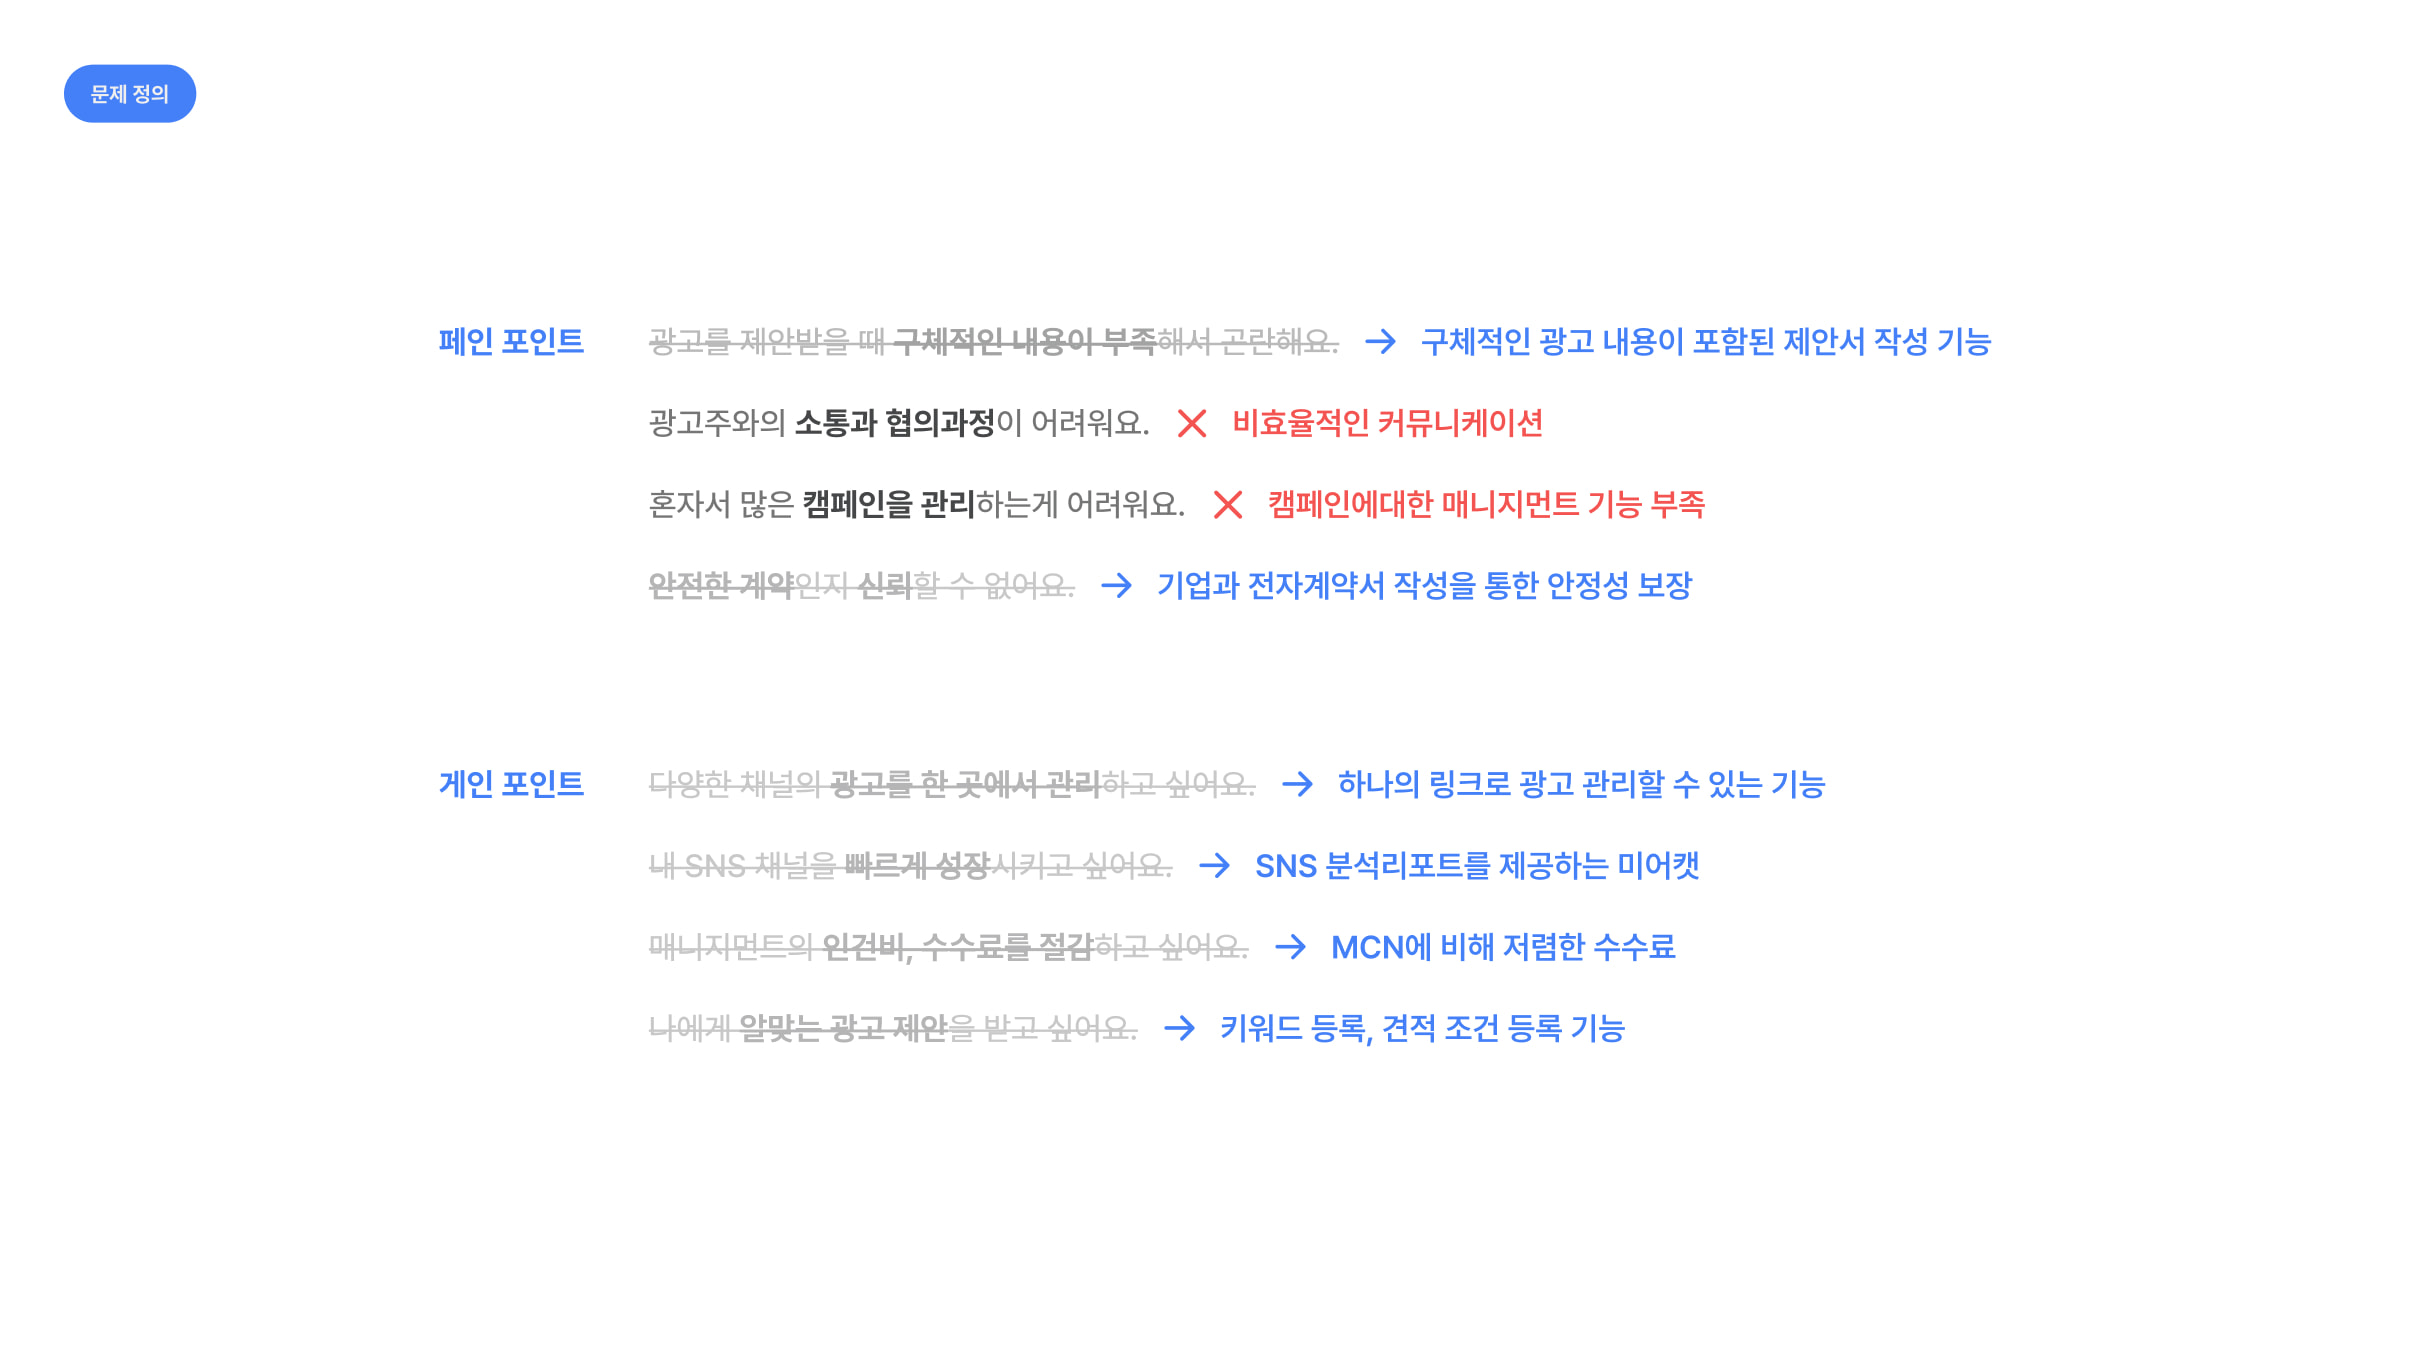 문제 정의
페인 포인트 광고를 제안받을 때 구체적인 내용이 부족해서 곤란해요. → 구체적인 광고 내용이 포함된 제안서 작성 기능
광고주와의 소통과 협의과정이 어려워요. ✕ 비효율적인 커뮤니케이션
혼자서 많은 캠페인을 관리하는게 어려워요. ✕ 캠페인에대한 매니지먼트 기능 부족
안전한 계약인지 신뢰할 수 없어요. → 기업과 전자계약서 작성을 통한 안정성 보장
게인 포인트 다양한 채널의 광고를 한 곳에서 관리하고 싶어요. → 하나의 링크로 광고 관리할 수 있는 기능
내 SNS 채널을 빠르게 성장시키고 싶어요. → SNS 분석리포트를 제공하는 미어캣
매니지먼트의 인건비, 수수료를 절감하고 싶어요. → MCN에 비해 저렴한 수수료
나에게 알맞는 광고 제안을 받고 싶어요. → 키워드 등록, 견적 조건 등록 기능